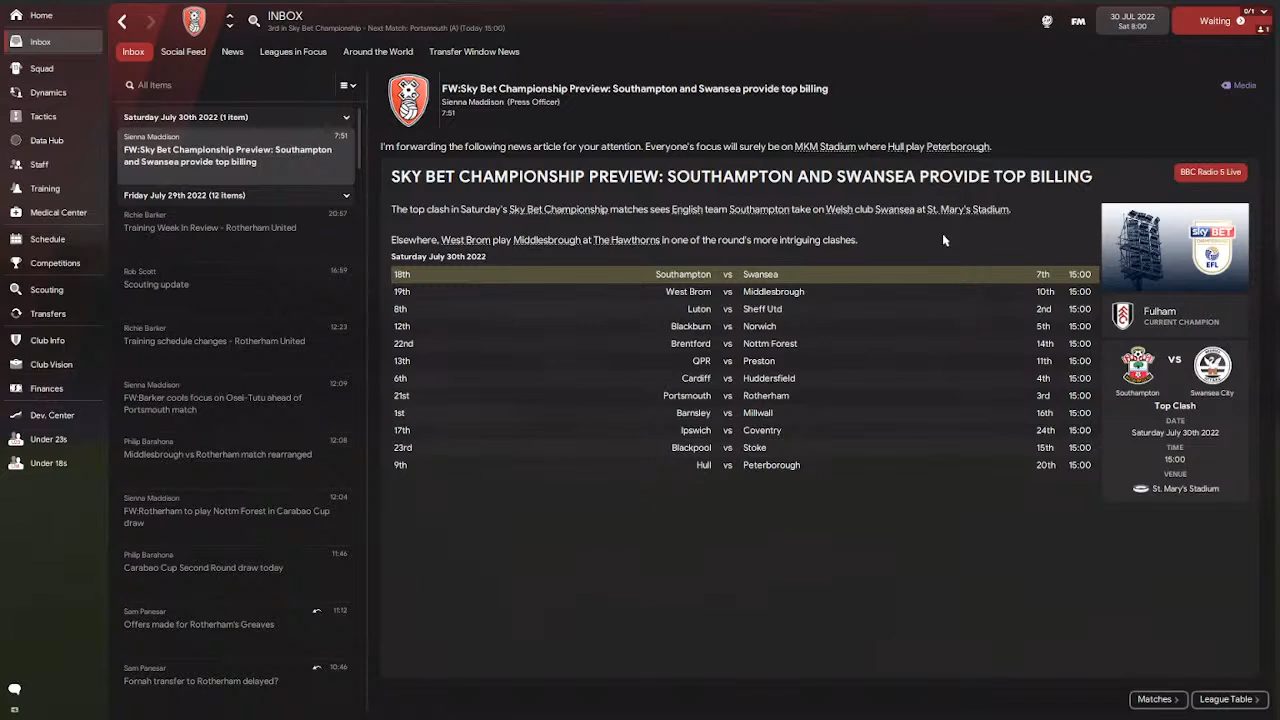 Home
Inbox
Squad
Dynamics
Tactics
Data Hub
Staff
Training
Medical Center
Schedule
Competitions
Scouting
Transfers
Club Info
Club Vision
Finances
Dev. Center
Under 23s
Under 18s
INBOX
3rd in Sky Bet Championship - Next Match: Portsmouth (A) (Today 15:00)
FM
30 JUL 2022
Sat 8:00
Waiting
0/1
1
Inbox Social Feed News Leagues in Focus Around the World Transfer Window News
All Items
Saturday July 30th 2022 (1 item)
Sienna Maddison 7:51
FW:Sky Bet Championship Preview: Southampton
and Swansea provide top billing
Friday July 29th 2022 (12 items)
Richie Barker 20:57
Training Week In Review - Rotherham United
Rob Scott 16:59
Scouting update
Richie Barker 12:23
Training schedule changes - Rotherham United
Sienna Maddison 12:09
FW:Barker cools focus on Osei-Tutu ahead of
Portsmouth match
Philip Barahona 12:08
Middlesbrough vs Rotherham match rearranged
Sienna Maddison 12:04
FW:Rotherham to play Nottm Forest in Carabao Cup
draw
Philip Barahona 11:46
Carabao Cup Second Round draw today
Sam Panesar 11:12
Offers made for Rotherham's Greaves
Sam Panesar 10:46
Fornah transfer to Rotherham delayed?
FW:Sky Bet Championship Preview: Southampton and Swansea provide top billing
Sienna Maddison (Press Officer)
7:51
Media
I'm forwarding the following news article for your attention. Everyone's focus will surely be on MKM Stadium where Hull play Peterborough.
SKY BET CHAMPIONSHIP PREVIEW: SOUTHAMPTON AND SWANSEA PROVIDE TOP BILLING
BBC Radio 5 Live
The top clash in Saturday's Sky Bet Championship matches sees English team Southampton take on Welsh club Swansea at St. Mary's Stadium.
Elsewhere, West Brom play Middlesbrough at The Hawthorns in one of the round's more intriguing clashes.
Saturday July 30th 2022
18th Southampton vs Swansea 7th 15:00
19th West Brom vs Middlesbrough 10th 15:00
8th Luton vs Sheff Utd 2nd 15:00
12th Blackburn vs Norwich 5th 15:00
22nd Brentford vs Nottm Forest 14th 15:00
13th QPR vs Preston 11th 15:00
6th Cardiff vs Huddersfield 4th 15:00
21st Portsmouth vs Rotherham 3rd 15:00
1st Barnsley vs Millwall 16th 15:00
17th Ipswich vs Coventry 24th 15:00
23rd Blackpool vs Stoke 15th 15:00
9th Hull vs Peterborough 20th 15:00
sky BET
EFL
Fulham
CURRENT CHAMPION
VS
Southampton Swansea City
Top Clash
DATE
Saturday July 30th 2022
TIME
15:00
VENUE
St. Mary's Stadium
Matches
League Table